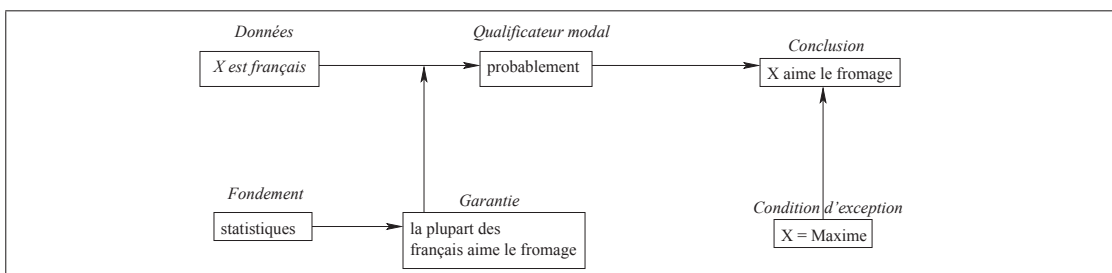 Données
Qualificateur modal
Conclusion
X est français
probablement
X aime le fromage
Fondement
Garantie
Condition d'exception
statistiques
la plupart des
français aime le fromage
X = Maxime